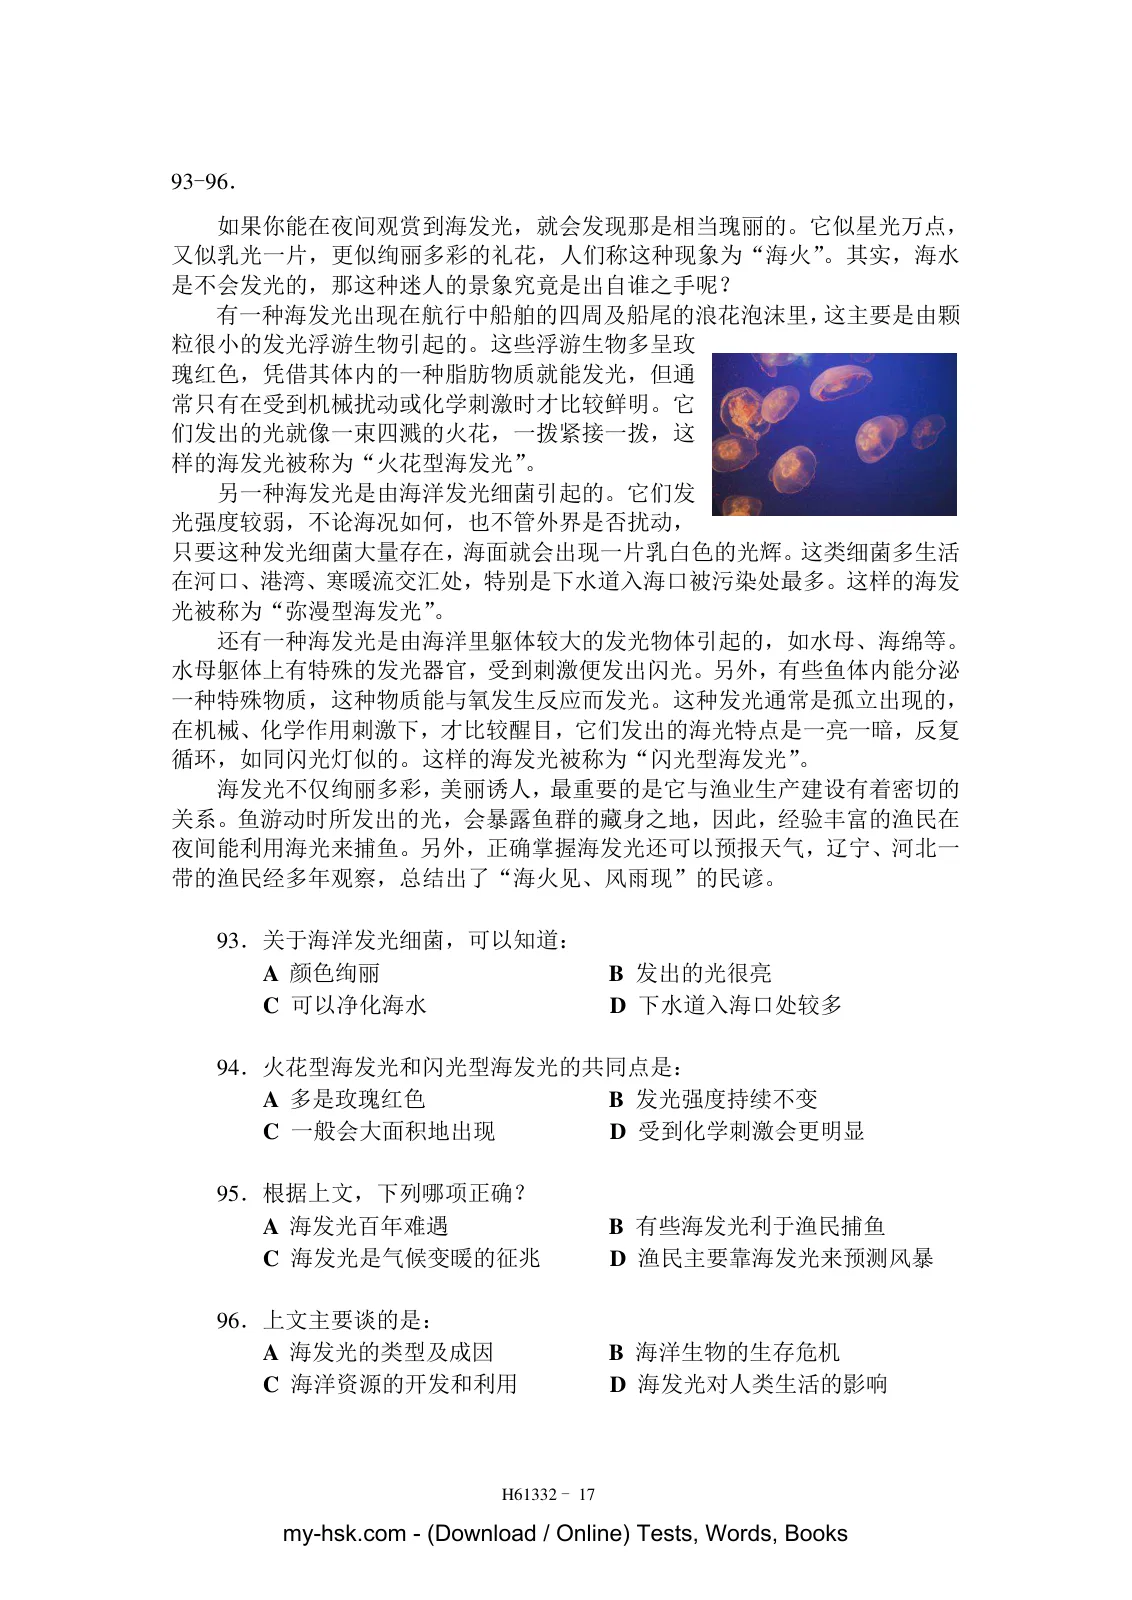 93-96.
如果你能在夜间观赏到海发光，就会发现那是相当瑰丽的。它似星光万点，
又似乳光一片，更似绚丽多彩的礼花，人们称这种现象为“海火”。其实，海水
是不会发光的，那这种迷人的景象究竟是出自谁之手呢？
有一种海发光出现在航行中船舶的四周及船尾的浪花泡沫里，这主要是由颗
粒很小的发光浮游生物引起的。这些浮游生物多呈玫
瑰红色，凭借其体内的一种脂肪物质就能发光，但通
常只有在受到机械扰动或化学刺激时才比较鲜明。它
们发出的光就像一束四溅的火花，一拨紧接一拨，这
样的海发光被称为“火花型海发光”。
另一种海发光是由海洋发光细菌引起的。它们发
光强度较弱，不论海况如何，也不管外界是否扰动，
只要这种发光细菌大量存在，海面就会出现一片乳白色的光辉。这类细菌多生活
在河口、港湾、寒暖流交汇处，特别是下水道入海口被污染处最多。这样的海发
光被称为“弥漫型海发光”。
还有一种海发光是由海洋里躯体较大的发光物体引起的，如水母、海绵等。
水母躯体上有特殊的发光器官，受到刺激便发出闪光。另外，有些鱼体内能分泌
一种特殊物质，这种物质能与氧发生反应而发光。这种发光通常是孤立出现的，
在机械、化学作用刺激下，才比较醒目，它们发出的海光特点是一亮一暗，反复
循环，如同闪光灯似的。这样的海发光被称为“闪光型海发光”。
海发光不仅绚丽多彩，美丽诱人，最重要的是它与渔业生产建设有着密切的
关系。鱼游动时所发出的光，会暴露鱼群的藏身之地，因此，经验丰富的渔民在
夜间能利用海光来捕鱼。另外，正确掌握海发光还可以预报天气，辽宁、河北一
带的渔民经多年观察，总结出了“海火见、风雨现”的民谚。
93．关于海洋发光细菌，可以知道：
A 颜色绚丽 B 发出的光很亮
C 可以净化海水 D 下水道入海口处较多
94．火花型海发光和闪光型海发光的共同点是：
A 多是玫瑰红色 B 发光强度持续不变
C 一般会大面积地出现 D 受到化学刺激会更明显
95．根据上文，下列哪项正确？
A 海发光百年难遇 B 有些海发光利于渔民捕鱼
C 海发光是气候变暖的征兆 D 渔民主要靠海发光来预测风暴
96．上文主要谈的是：
A 海发光的类型及成因 B 海洋生物的生存危机
C 海洋资源的开发和利用 D 海发光对人类生活的影响
H61332 - 17
my-hsk.com - (Download / Online) Tests, Words, Books